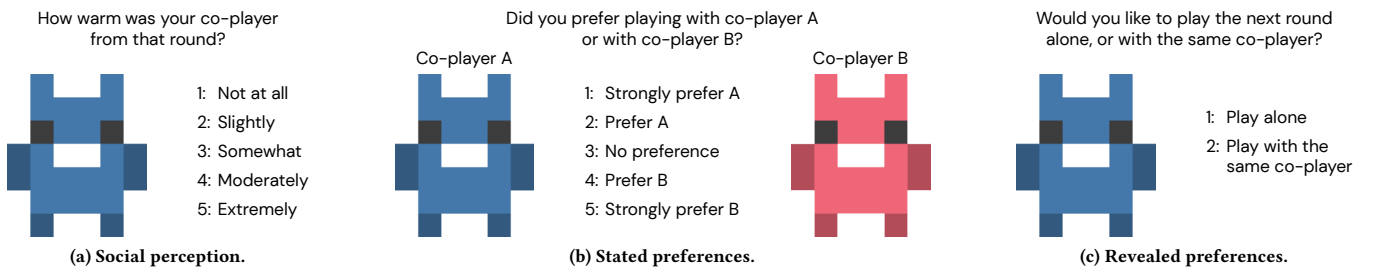 How warm was your co-player
from that round?
1: Not at all
2: Slightly
3: Somewhat
4: Moderately
5: Extremely
(a) Social perception.
Did you prefer playing with co-player A
or with co-player B?
Co-player A
Co-player B
1: Strongly prefer A
2: Prefer A
3: No preference
4: Prefer B
5: Strongly prefer B
(b) Stated preferences.
Would you like to play the next round
alone, or with the same co-player?
1: Play alone
2: Play with the
same co-player
(c) Revealed preferences.